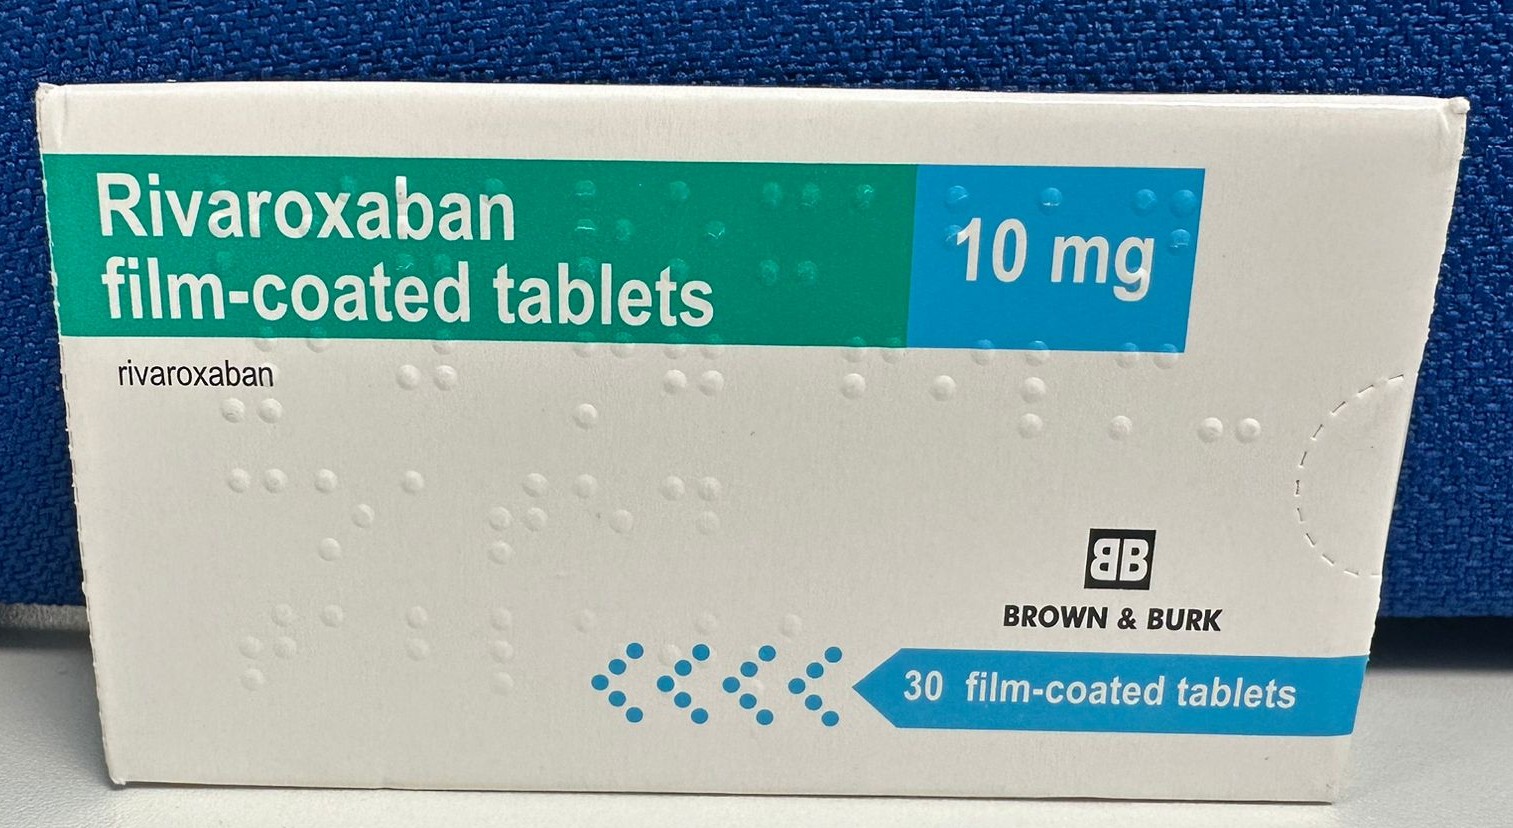 Rivaroxaban
film-coated tablets
10 mg
rivaroxaban
BB
BROWN & BURK
30 film-coated tablets